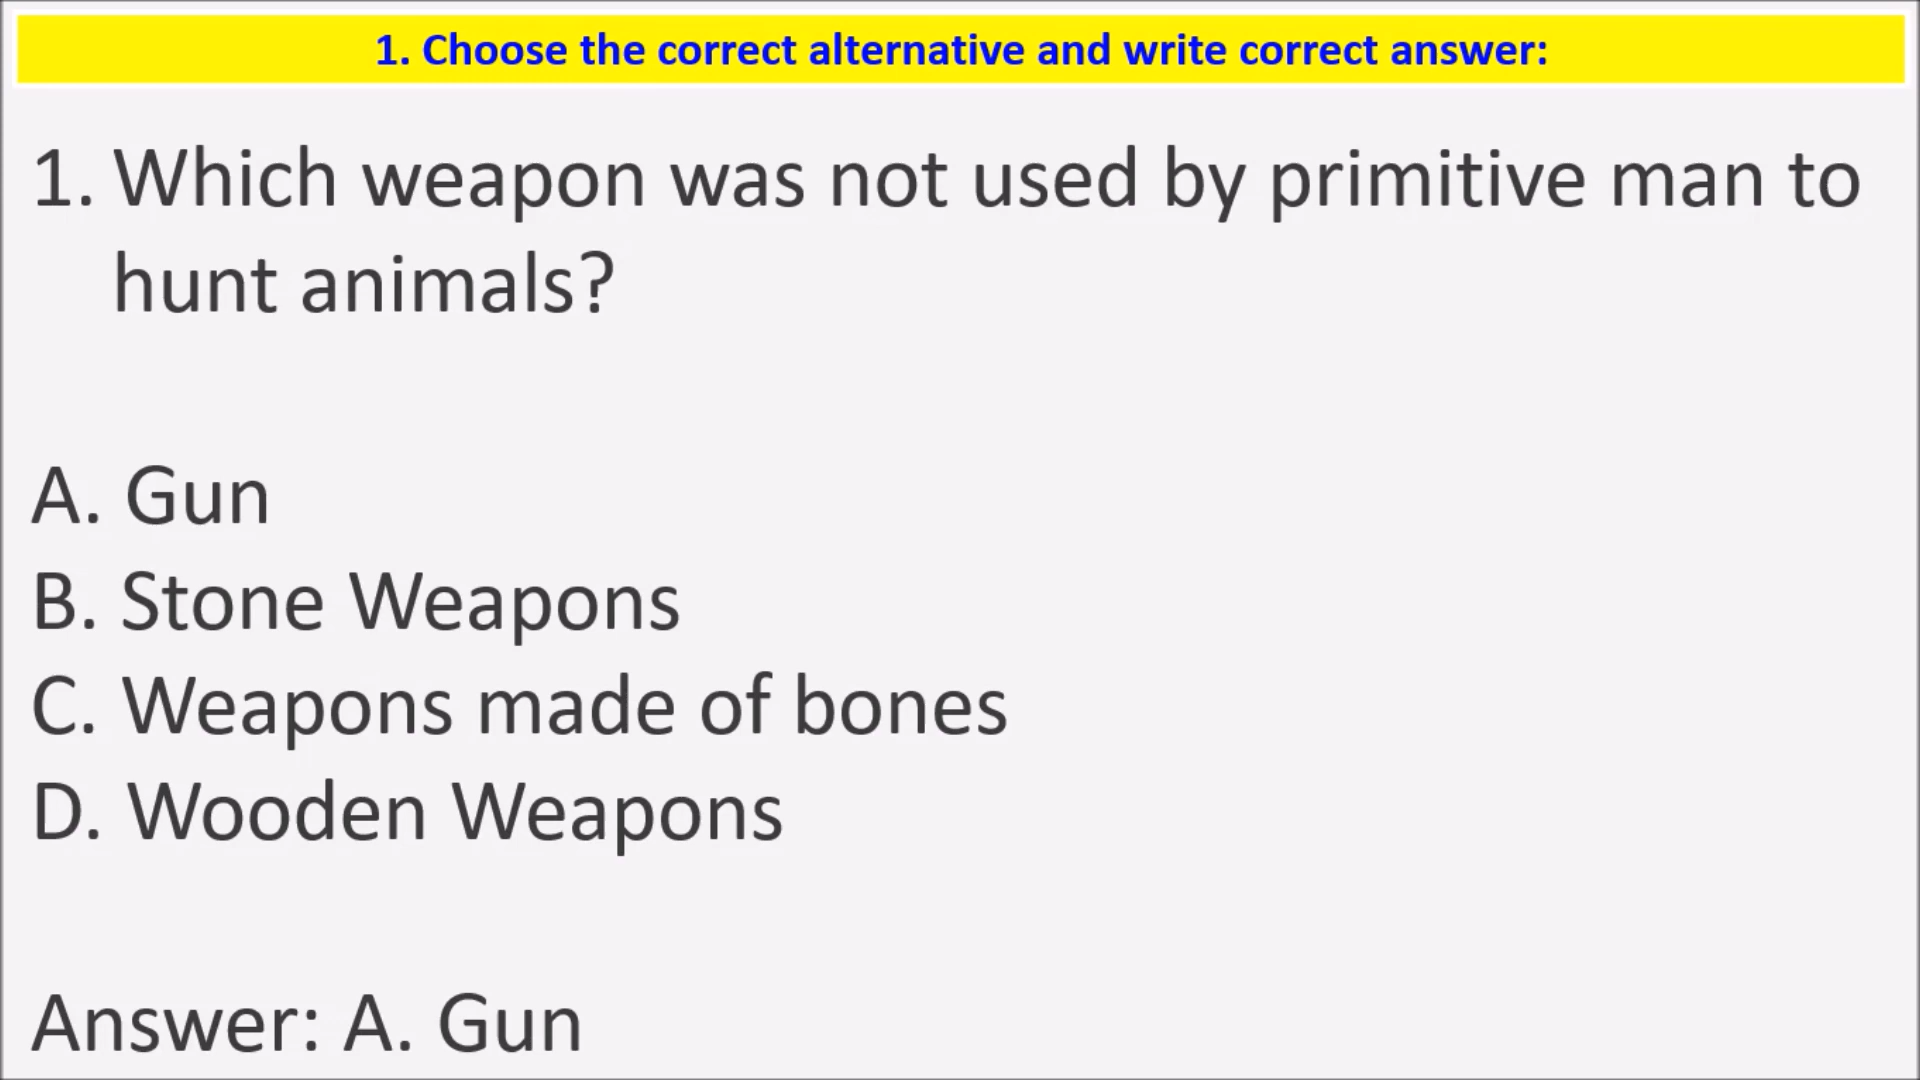 1. Choose the correct alternative and write correct answer:
1. Which weapon was not used by primitive man to
hunt animals?
A. Gun
B. Stone Weapons
C. Weapons made of bones
D. Wooden Weapons
Answer: A. Gun